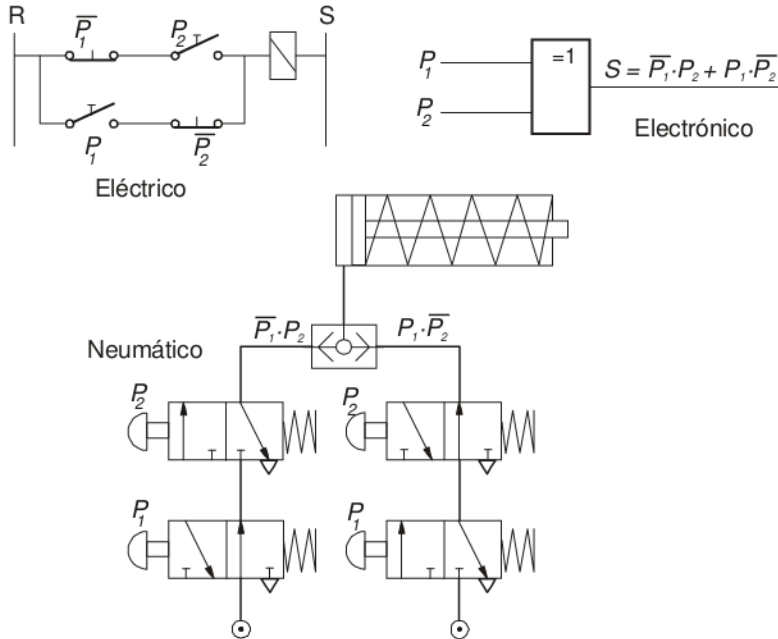 R
S
P̅₁
P₂
P₁
P̅₂
Eléctrico
P₁
P₂
=1
S = P̅₁·P₂ + P₁·P̅₂
Electrónico
P̅₁·P₂
P₁·P̅₂
Neumático
P₂
P₂
P₁
P₁